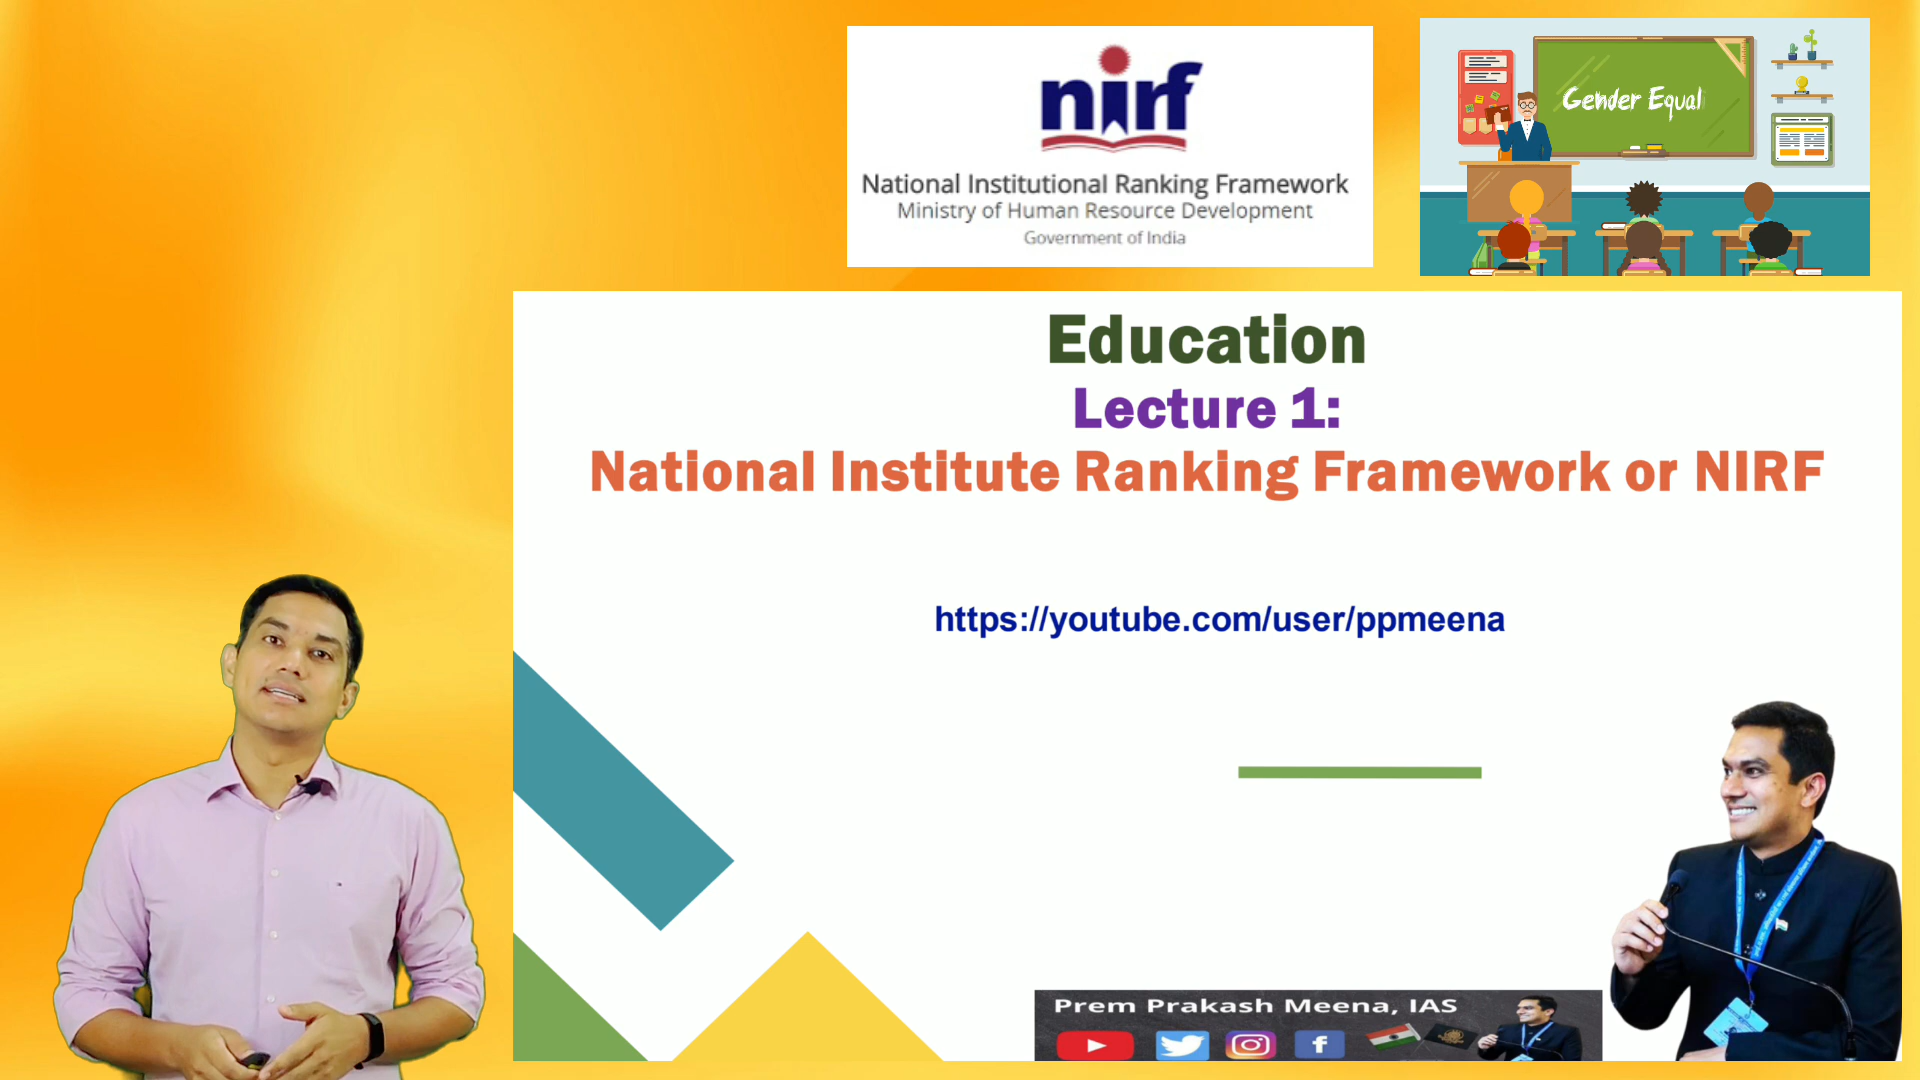 nirf
National Institutional Ranking Framework
Ministry of Human Resource Development
Government of India
Gender Equal
Education
Lecture 1:
National Institute Ranking Framework or NIRF
https://youtube.com/user/ppmeena
Prem Prakash Meena, IAS